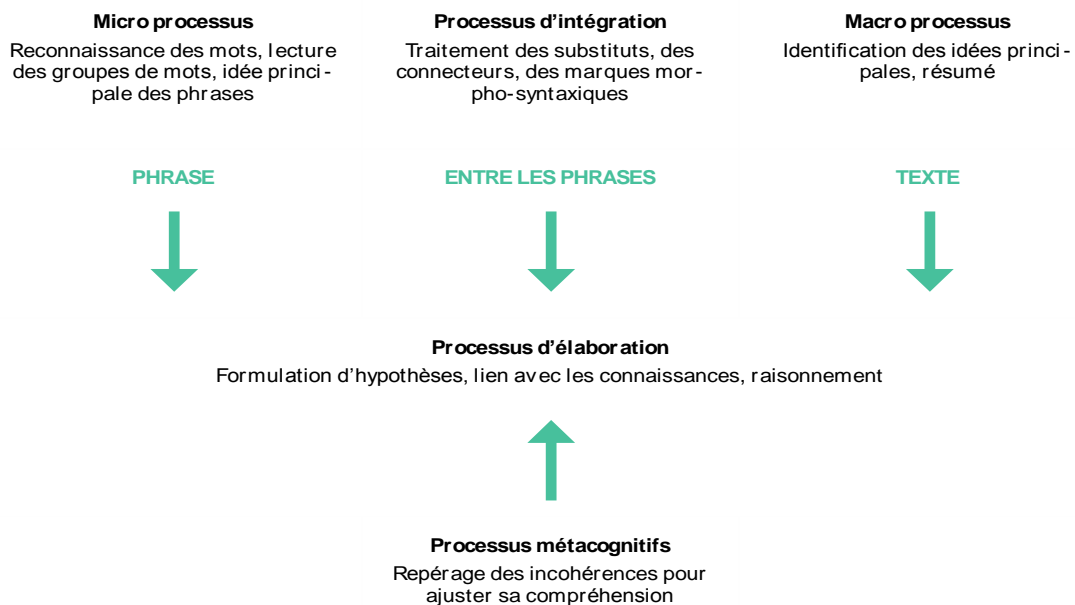 Micro processus
Reconnaissance des mots, lecture
des groupes de mots, idée princi-
pale des phrases
Processus d’intégration
Traitement des substituts, des
connecteurs, des marques mor-
pho-syntaxiques
Macro processus
Identification des idées princi-
pales, résumé
PHRASE
ENTRE LES PHRASES
TEXTE
Processus d’élaboration
Formulation d’hypothèses, lien avec les connaissances, raisonnement
Processus métacognitifs
Repérage des incohérences pour
ajuster sa compréhension